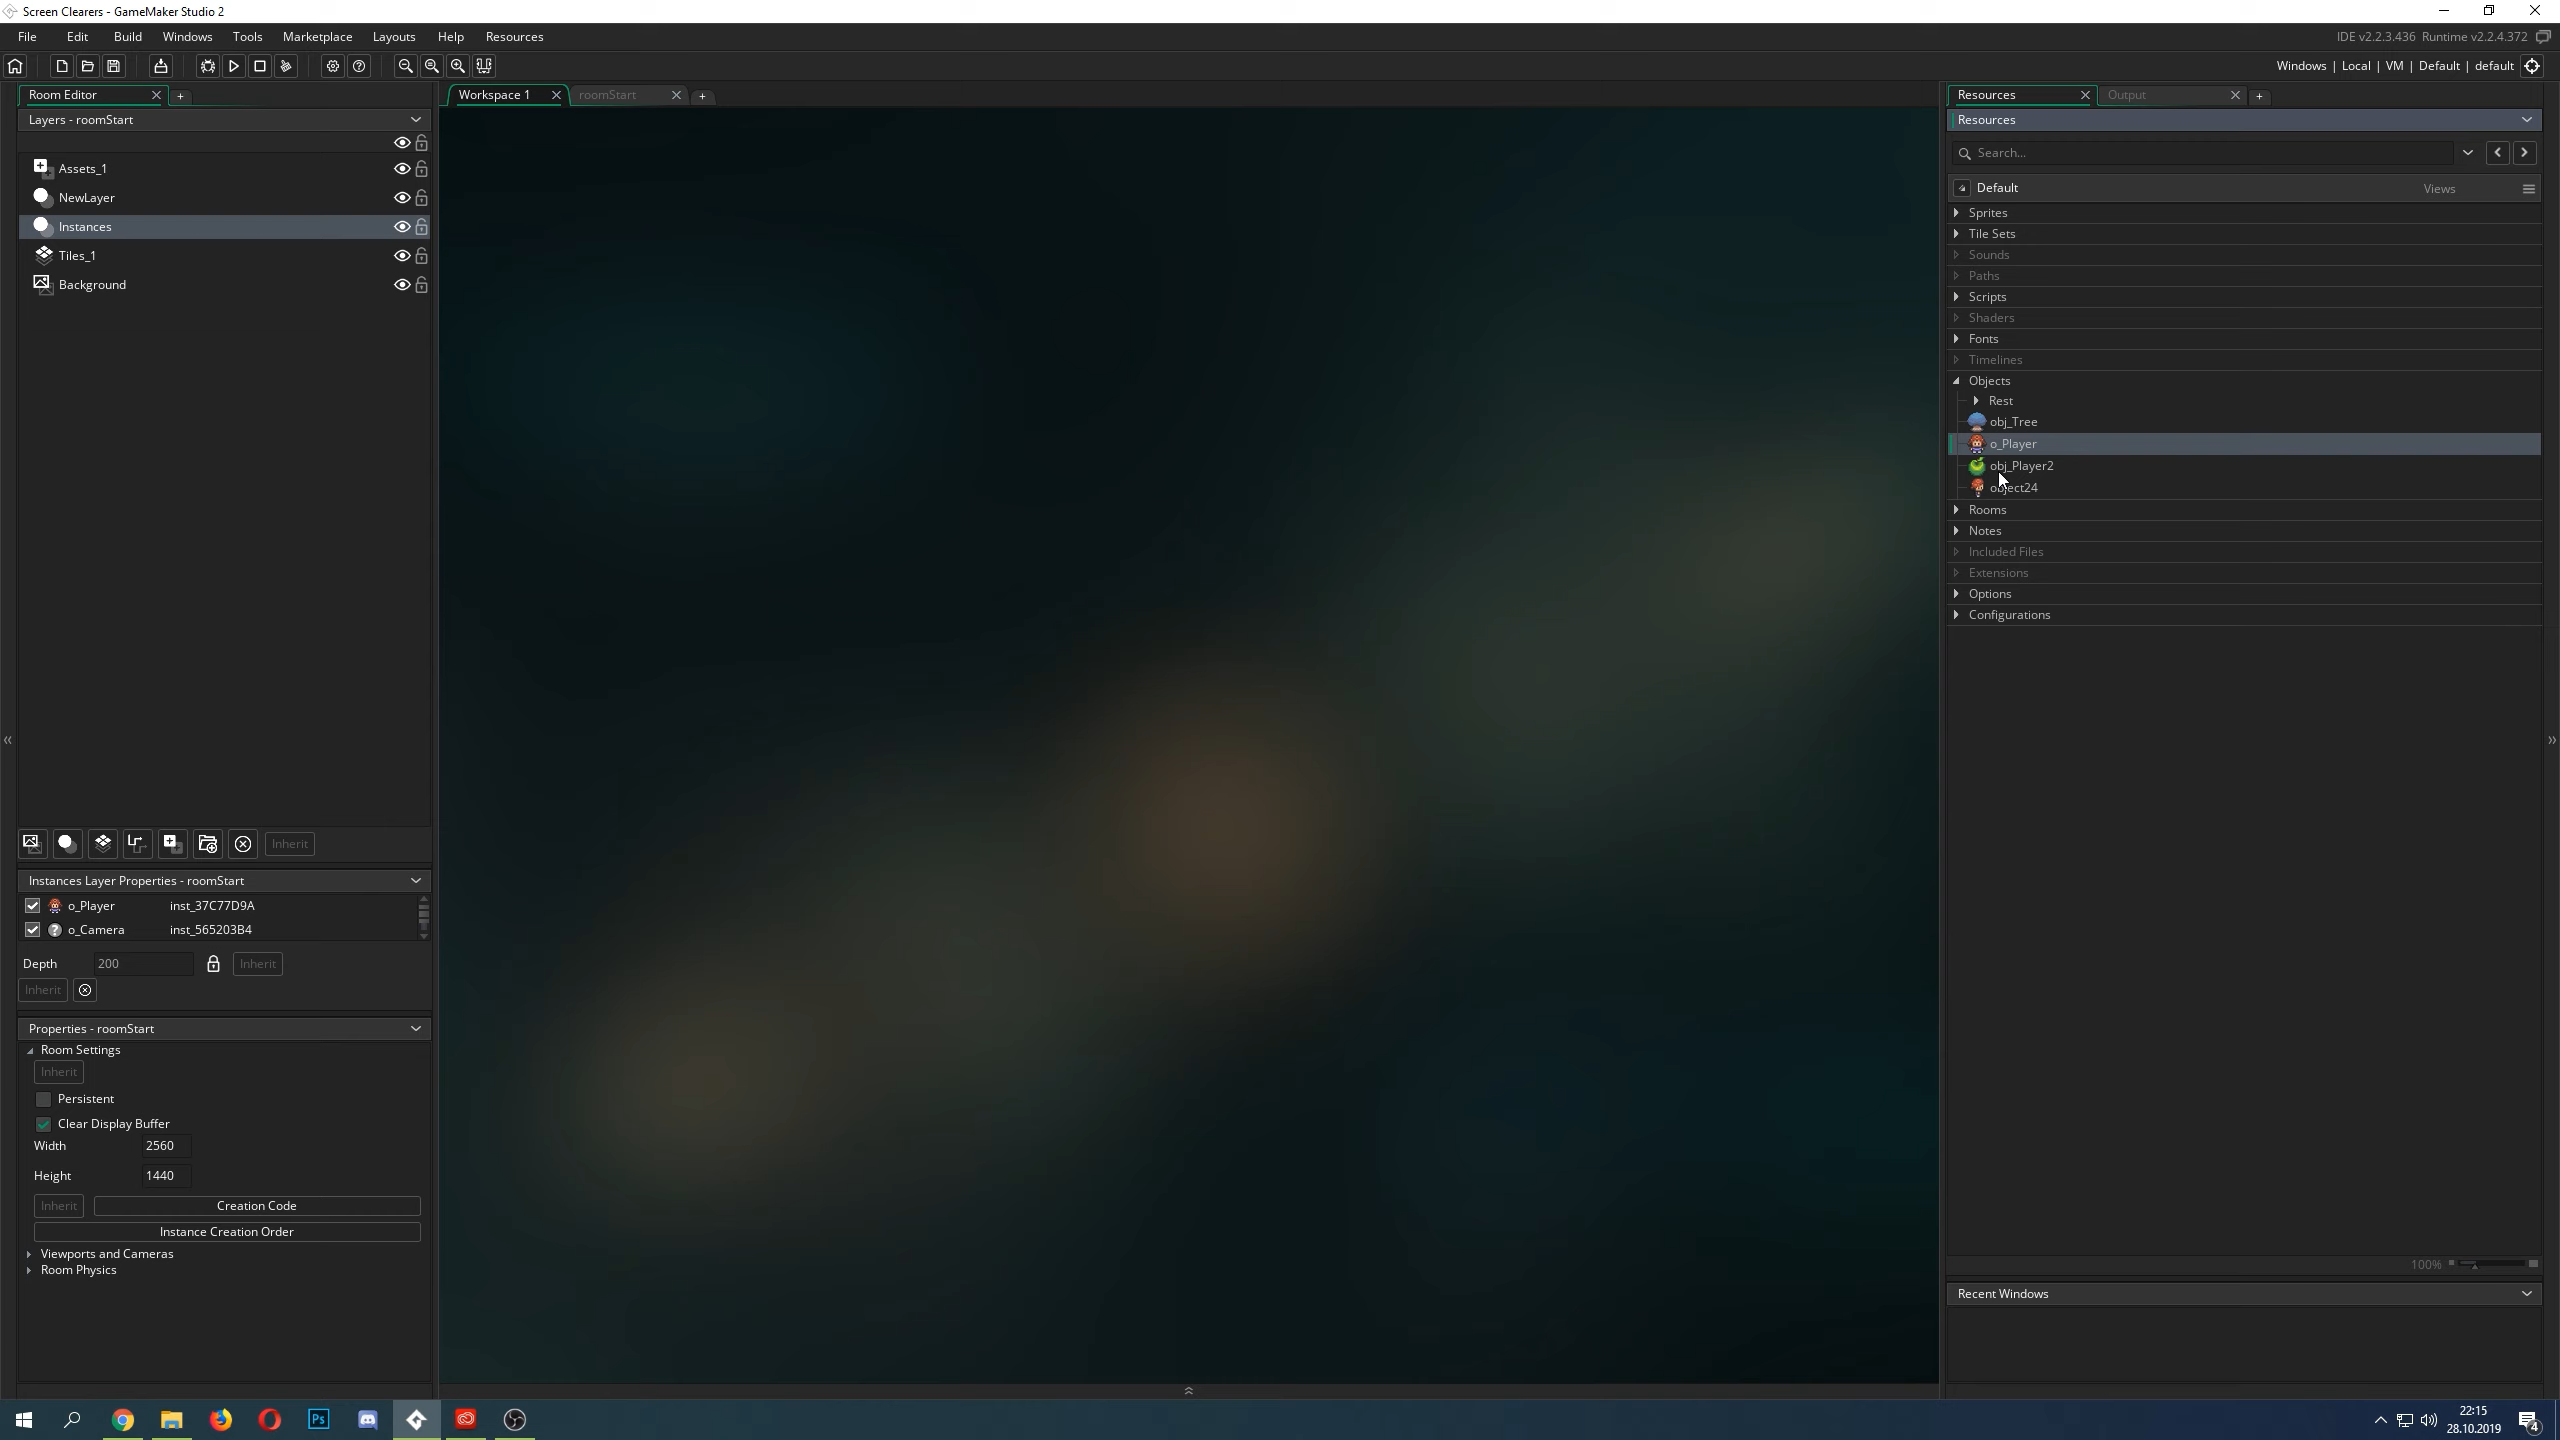 Screen Clearers - GameMaker Studio 2
File Edit Build Windows Tools Marketplace Layouts Help Resources
IDE v2.2.3.436 Runtime v2.2.4.372
Windows | Local | VM | Default | default
Room Editor
Layers - roomStart
Assets_1
NewLayer
Instances
Tiles_1
Background
Inherit
Instances Layer Properties - roomStart
o_Player inst_37C77D9A
o_Camera inst_565203B4
Depth 200 Inherit
Inherit
Properties - roomStart
Room Settings
Inherit
Persistent
Clear Display Buffer
Width 2560
Height 1440
Inherit Creation Code
Instance Creation Order
Viewports and Cameras
Room Physics
Workspace 1 roomStart
Resources Output
Resources
Search...
Default Views
Sprites
Tile Sets
Sounds
Paths
Scripts
Shaders
Fonts
Timelines
Objects
Rest
obj_Tree
o_Player
obj_Player2
object24
Rooms
Notes
Included Files
Extensions
Options
Configurations
100%
Recent Windows
Ps
22:15
28.10.2019
4